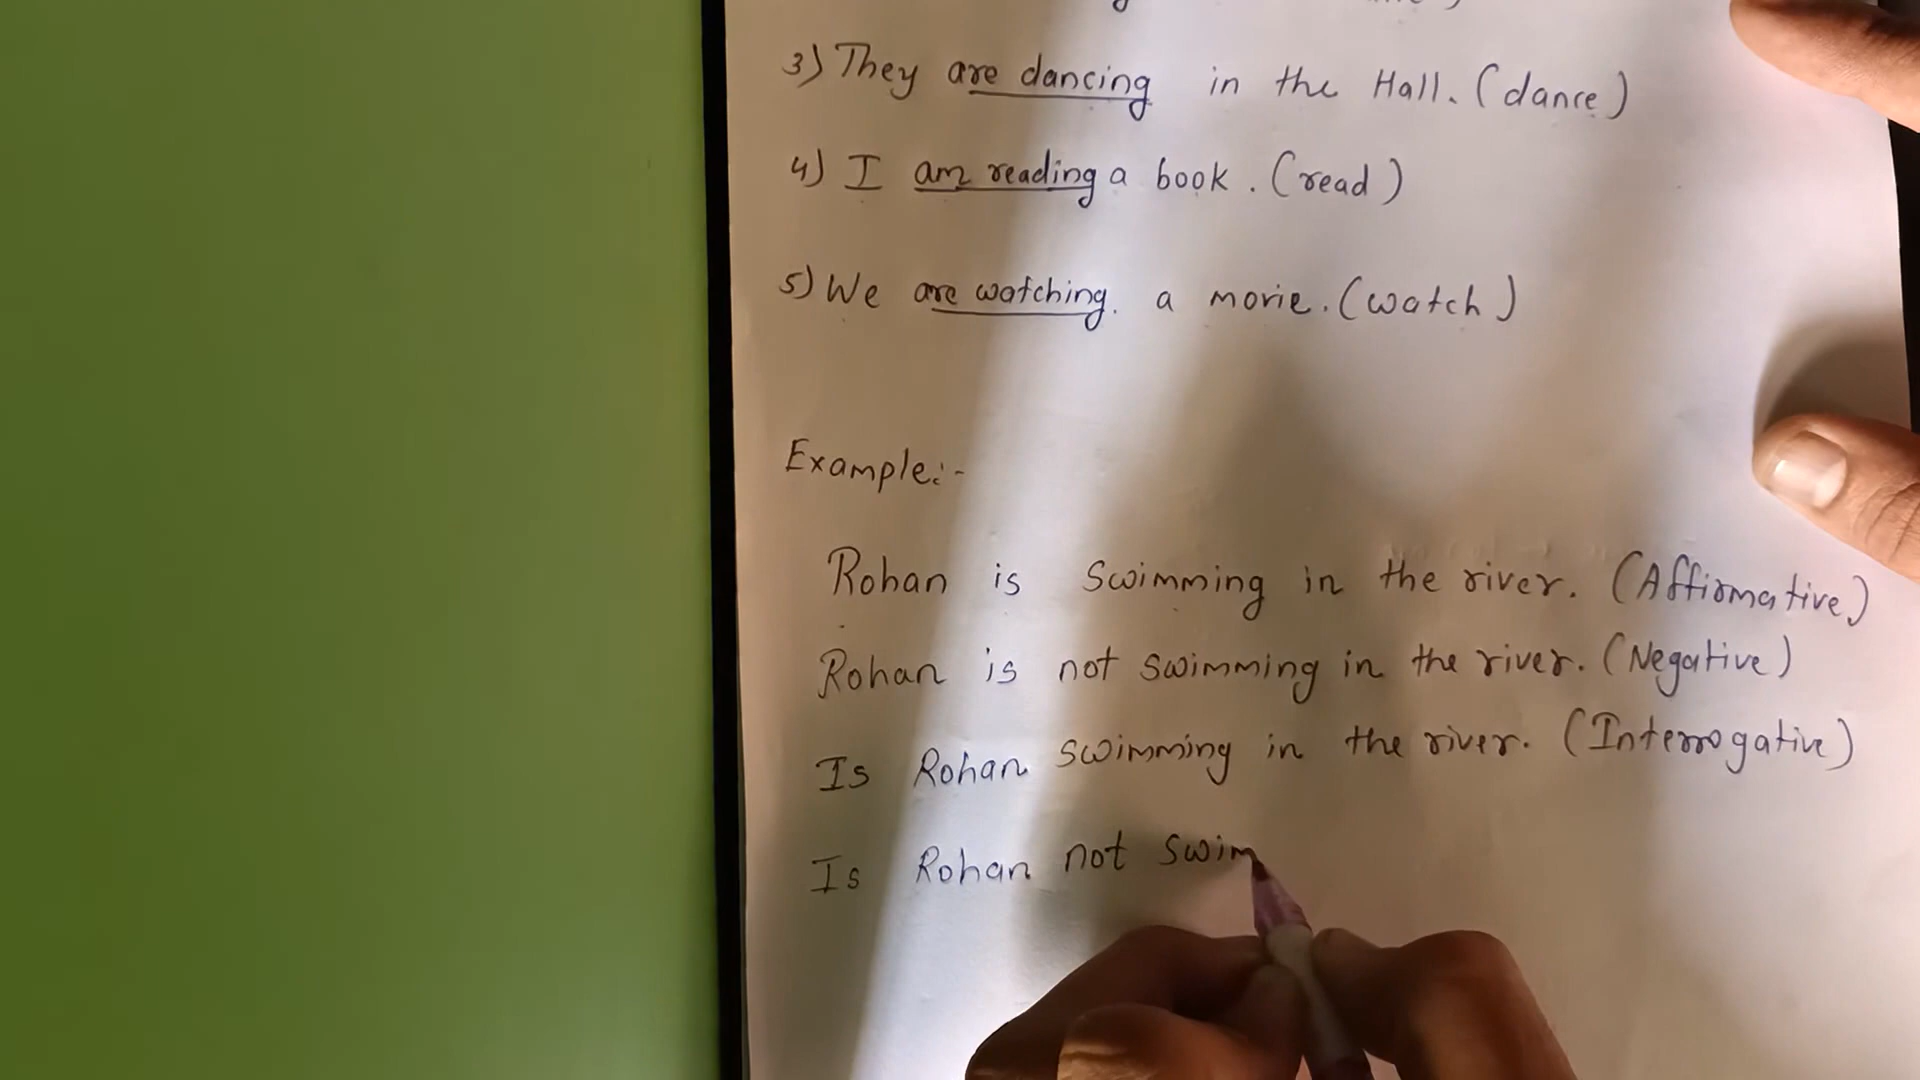 3) They are dancing in the Hall. (dance)
4) I am reading a book. (read)
5) We are watching. a movie. (watch)
Example:-
Rohan is swimming in the river. (Affirmative)
Rohan is not swimming in the river. (Negative)
Is Rohan swimming in the river. (Interrogative)
Is Rohan not swim